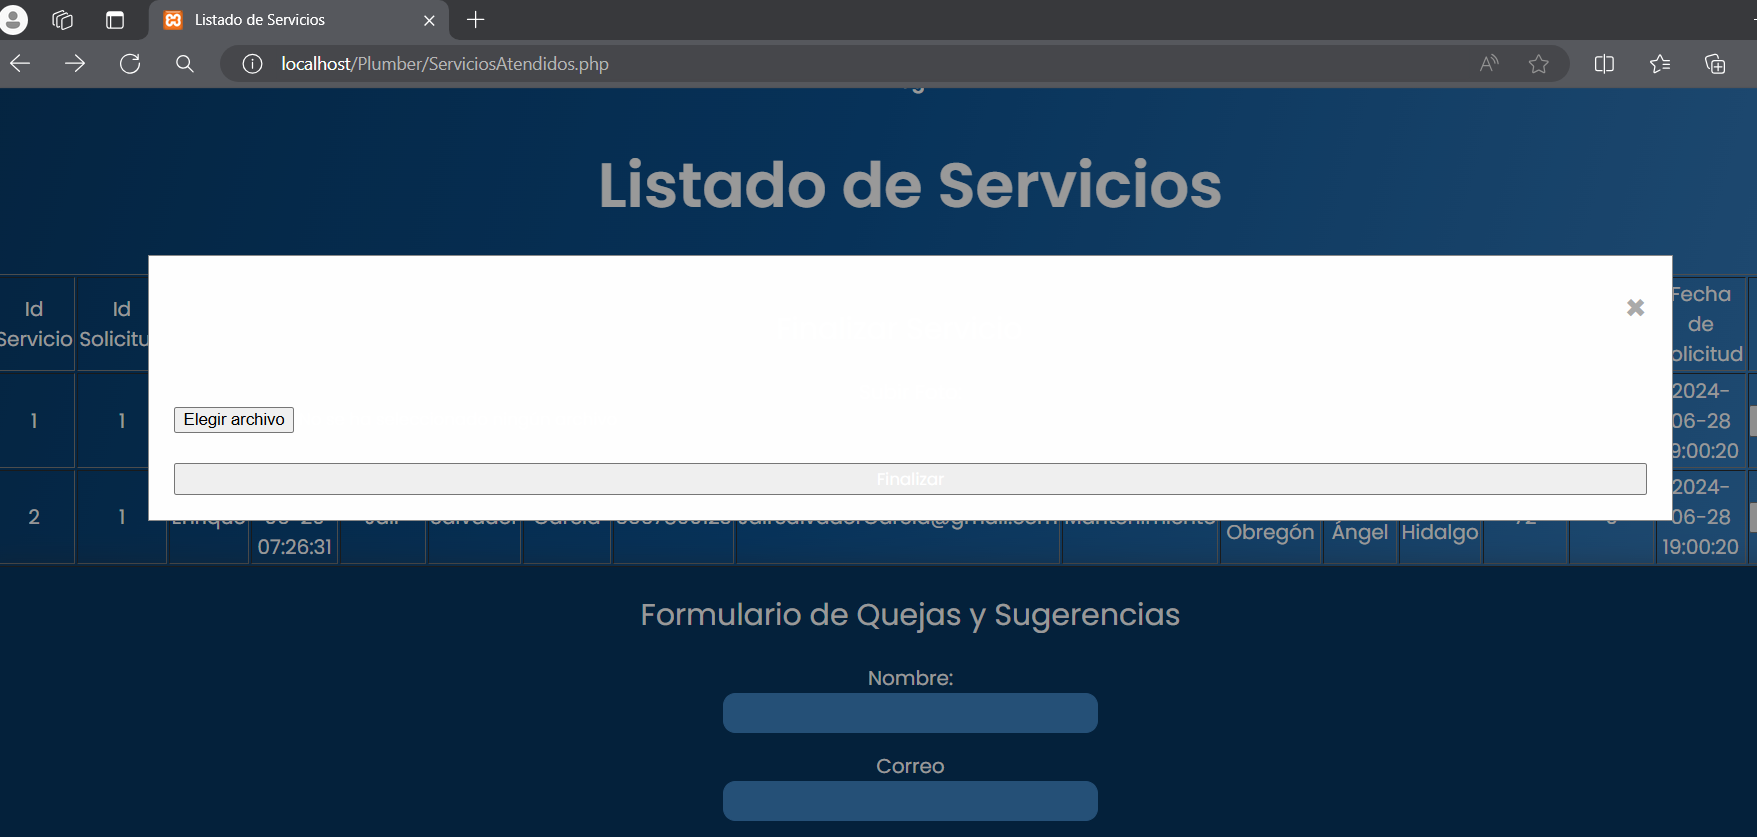 Listado de Servicios
localhost/Plumber/ServiciosAtendidos.php
Listado de Servicios
Id Servicio
Id Solicitu
Fecha de olicitud
Elegir archivo
Finalizar
1
1
2024-06-28 9:00:20
2
1
Enrique
07:26:31
Obregón
Ángel
Hidalgo
2024-06-28 19:00:20
Formulario de Quejas y Sugerencias
Nombre:
Correo